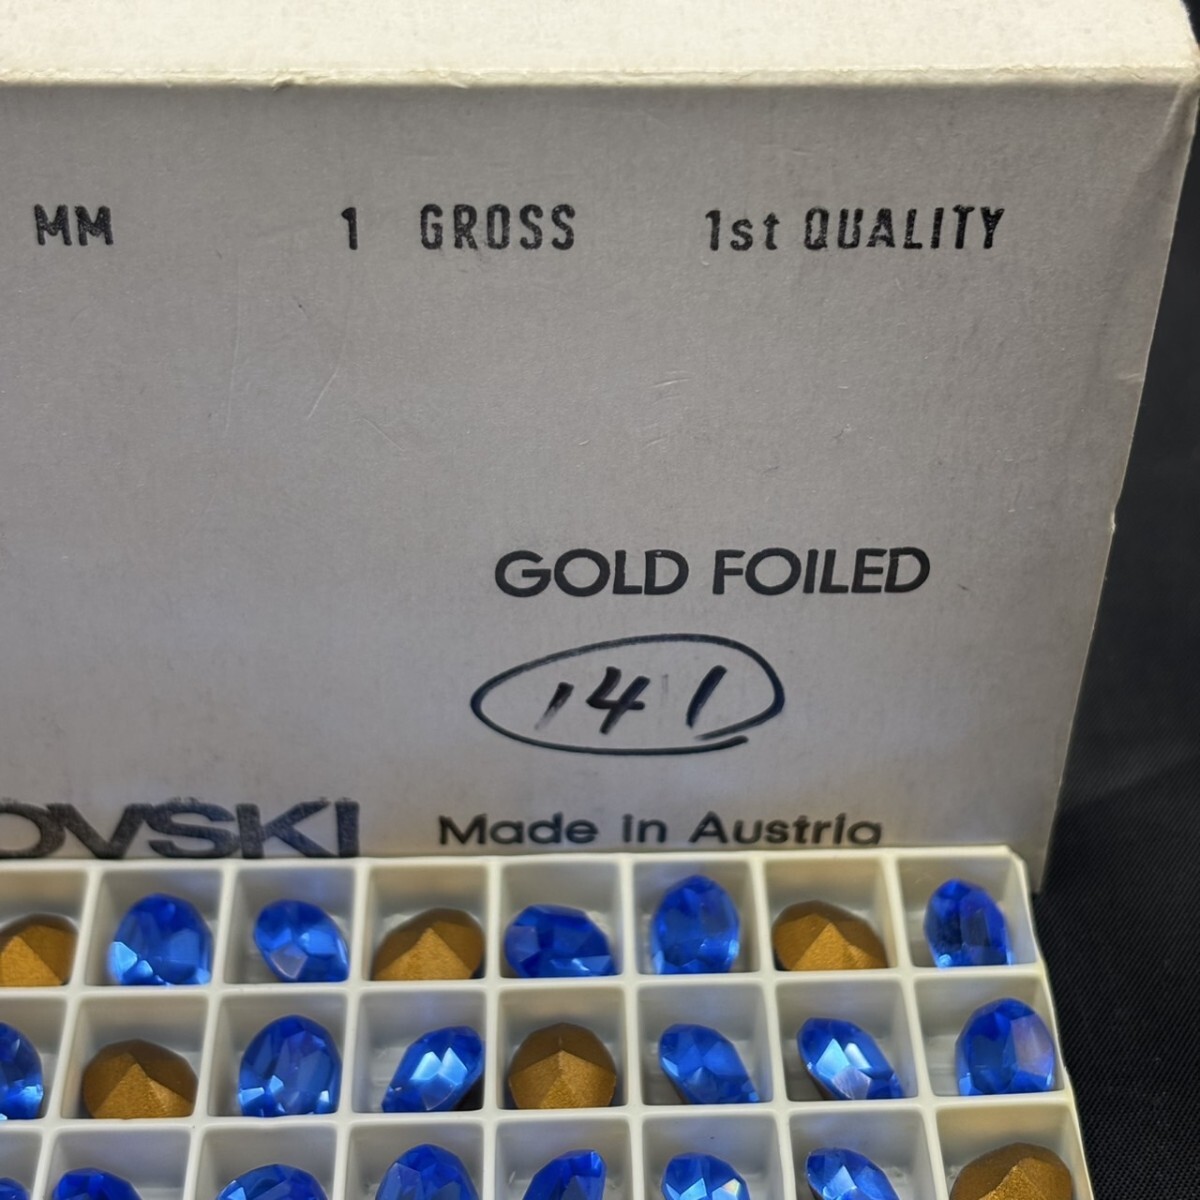 MM 1 GROSS 1st QUALITY
GOLD FOILED
141
OVSKI Made in Austria